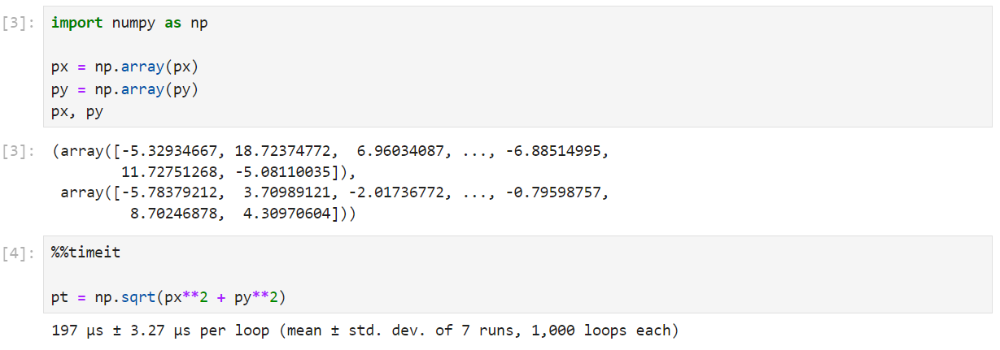 [3]: import numpy as np
px = np.array(px)
py = np.array(py)
px, py
[3]: (array([-5.32934667, 18.72374772,  6.96034087, ..., -6.88514995,
        11.72751268, -5.08110035]),
 array([-5.78379212,  3.70989121, -2.01736772, ..., -0.79598757,
         8.70246878,  4.30970604]))
[4]: %%timeit
pt = np.sqrt(px**2 + py**2)
197 µs ± 3.27 µs per loop (mean ± std. dev. of 7 runs, 1,000 loops each)